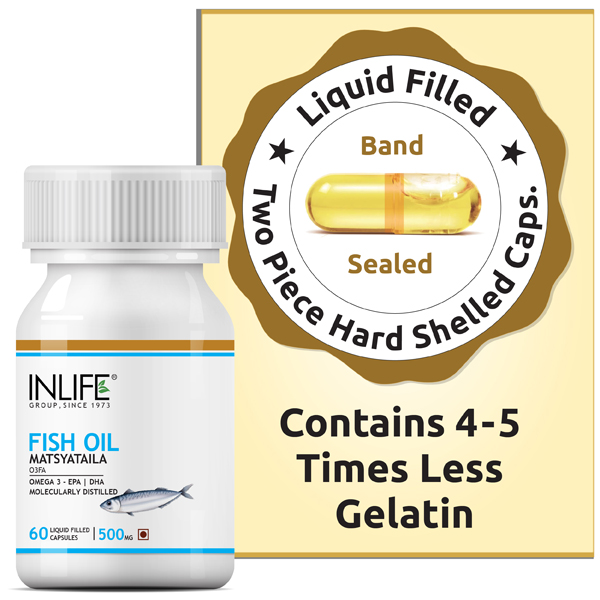 Liquid Filled
Band
Sealed
Two Piece Hard Shelled Caps.
Contains 4-5
Times Less
Gelatin
INLIFE®
GROUP, SINCE 1973
FISH OIL
MATSYATAILA
O3FA
OMEGA 3 - EPA | DHA
MOLECULARLY DISTILLED
60 LIQUID FILLED CAPSULES | 500MG